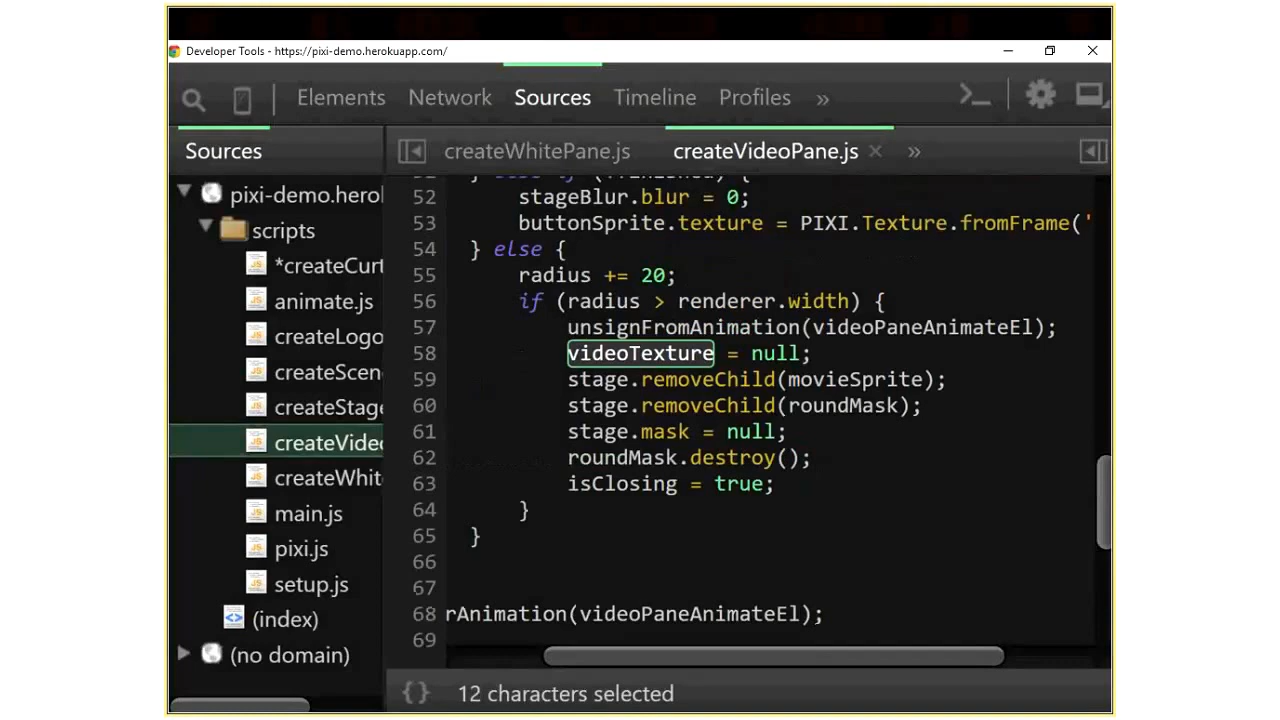 Developer Tools - https://pixi-demo.herokuapp.com/
Elements Network Sources Timeline Profiles »
Sources
createWhitePane.js createVideoPane.js × »
pixi-demo.herol
scripts
*createCurt
animate.js
createLogo
createScen
createStage
createVideo
createWhit
main.js
pixi.js
setup.js
(index)
(no domain)
52 stageBlur.blur = 0;
53 buttonSprite.texture = PIXI.Texture.fromFrame('
54 } else {
55 radius += 20;
56 if (radius > renderer.width) {
57 unsignFromAnimation(videoPaneAnimateEl);
58 videoTexture = null;
59 stage.removeChild(movieSprite);
60 stage.removeChild(roundMask);
61 stage.mask = null;
62 roundMask.destroy();
63 isClosing = true;
64 }
65 }
66
67
68 rAnimation(videoPaneAnimateEl);
69
{} 12 characters selected